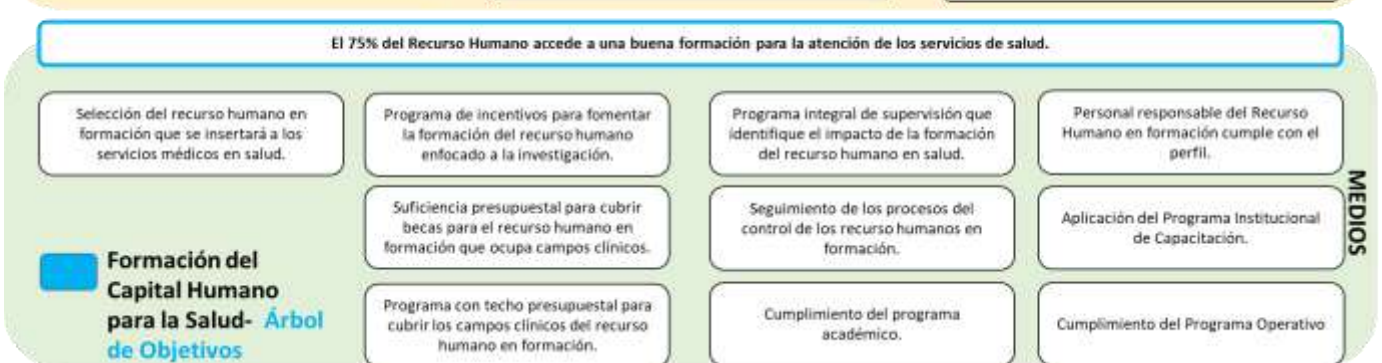 El 75% del Recurso Humano accede a una buena formación para la atención de los servicios de salud.
Selección del recurso humano en
formación que se insertará a los
servicios médicos en salud.
Programa de incentivos para fomentar
la formación del recurso humano
enfocado a la investigación.
Programa integral de supervisión que
identifique el impacto de la formación
del recurso humano en salud.
Personal responsable del Recurso
Humano en formación cumple con el
perfil.
Suficiencia presupuestal para cubrir
becas para el recurso humano en
formación que ocupa campos clínicos.
Seguimiento de los procesos del
control de los recurso humanos en
formación.
Aplicación del Programa Institucional
de Capacitación.
Programa con techo presupuestal para
cubrir los campos clínicos del recurso
humano en formación.
Cumplimiento del programa
académico.
Cumplimiento del Programa Operativo
MEDIOS
Formación del
Capital Humano
para la Salud- Árbol
de Objetivos